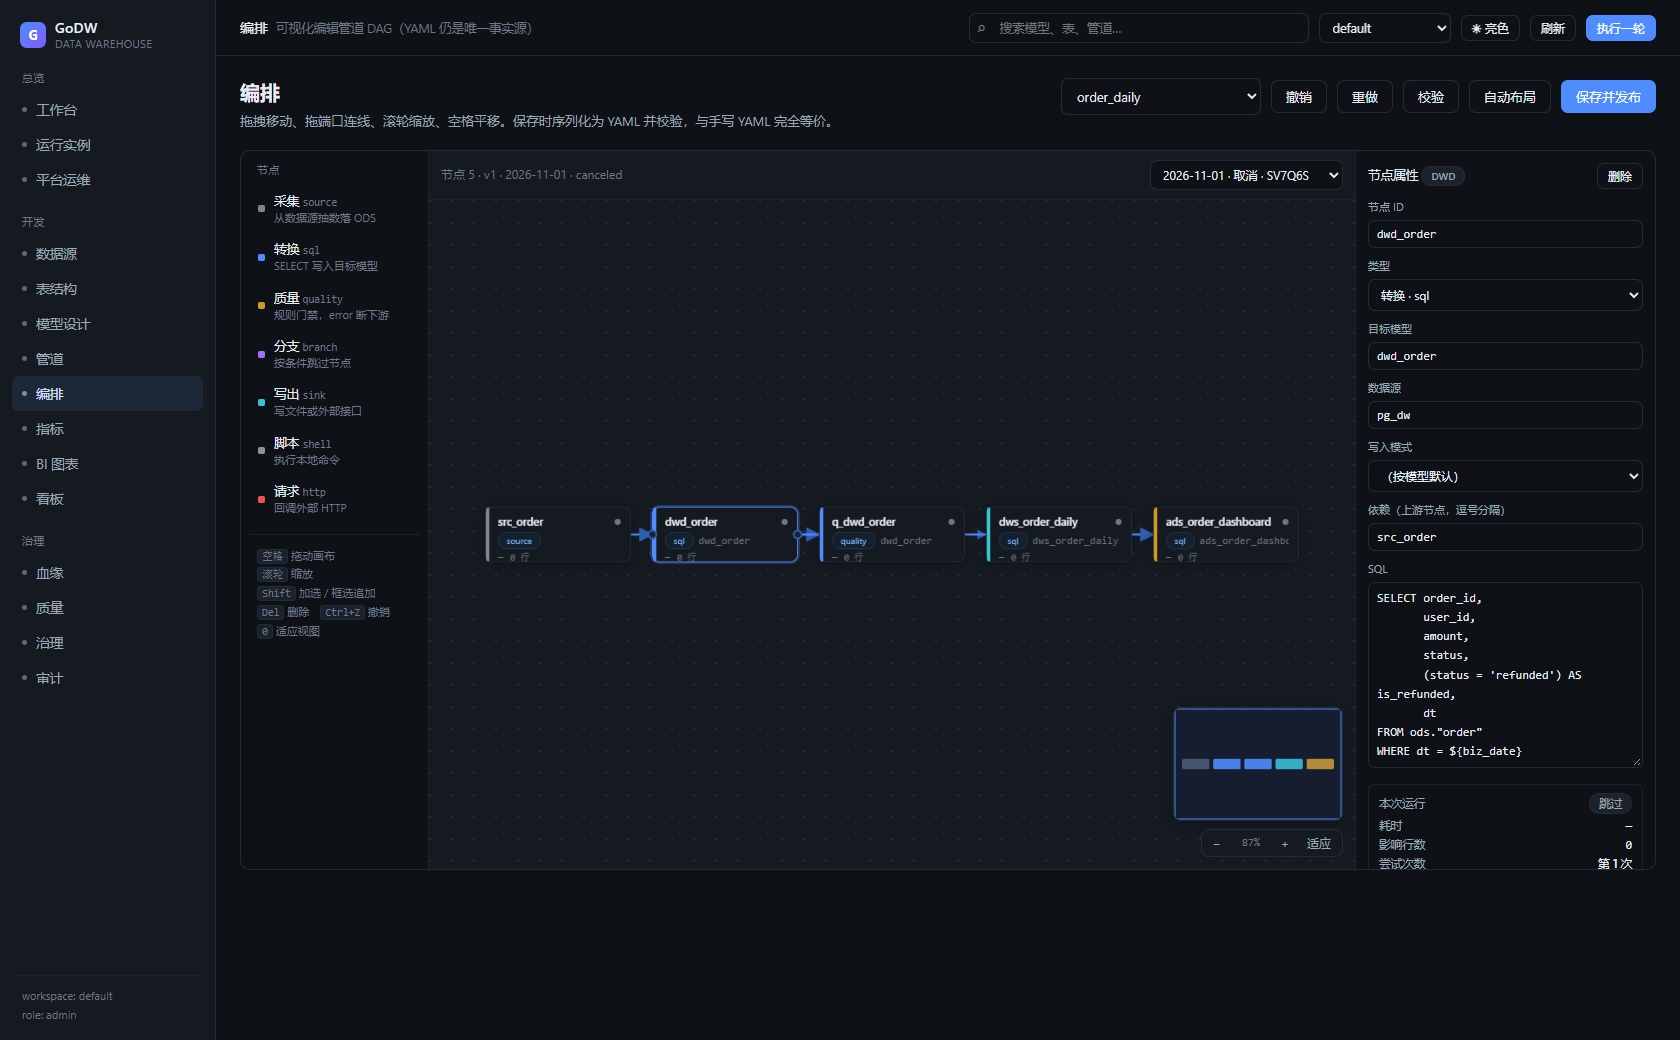 G
GoDW
DATA WAREHOUSE
总览
工作台
运行实例
平台运维
开发
数据源
表结构
模型设计
管道
编排
指标
BI 图表
看板
治理
血缘
质量
治理
审计
workspace: default
role: admin
编排 可视化编辑管道 DAG（YAML 仍是唯一事实源）
搜索模型、表、管道...
default
亮色
刷新
执行一轮
编排
拖拽移动、拖端口连线、滚轮缩放、空格平移。保存时序列化为 YAML 并校验，与手写 YAML 完全等价。
order_daily
撤销
重做
校验
自动布局
保存并发布
节点
采集 source
从数据源抽数落 ODS
转换 sql
SELECT 写入目标模型
质量 quality
规则门禁，error 断下游
分支 branch
按条件跳过节点
写出 sink
写文件或外部接口
脚本 shell
执行本地命令
请求 http
回调外部 HTTP
空格 拖动画布
滚轮 缩放
Shift 加选 / 框选追加
Del 删除 Ctrl+Z 撤销
0 适应视图
节点 5 · v1 · 2026-11-01 · canceled
2026-11-01 · 取消 · SV7Q6S
src_order
source
— 0 行
dwd_order
sql dwd_order
— 0 行
q_dwd_order
quality dwd_order
— 0 行
dws_order_daily
sql dws_order_daily
— 0 行
ads_order_dashboard
sql ads_order_dashbo
— 0 行
− 87% + 适应
节点属性 DWD
删除
节点 ID
dwd_order
类型
转换 · sql
目标模型
dwd_order
数据源
pg_dw
写入模式
（按模型默认）
依赖（上游节点，逗号分隔）
src_order
SQL
SELECT order_id,
user_id,
amount,
status,
(status = 'refunded') AS
is_refunded,
dt
FROM ods."order"
WHERE dt = ${biz_date}
本次运行 跳过
耗时 —
影响行数 0
尝试次数 第 1 次